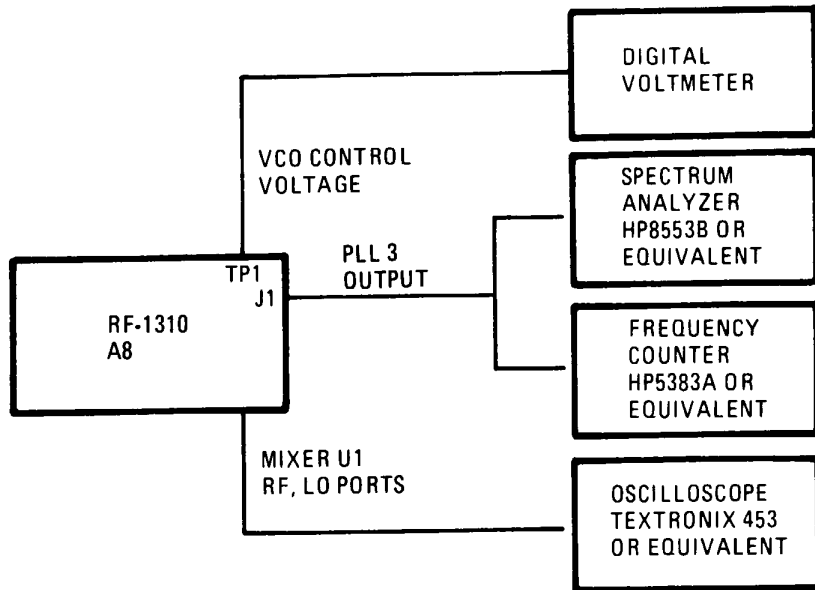 DIGITAL
VOLTMETER
VCO CONTROL
VOLTAGE
SPECTRUM
ANALYZER
HP8553B OR
EQUIVALENT
TP1
J1
PLL 3
OUTPUT
RF-1310
A8
FREQUENCY
COUNTER
HP5383A OR
EQUIVALENT
MIXER U1
RF, LO PORTS
OSCILLOSCOPE
TEXTRONIX 453
OR EQUIVALENT